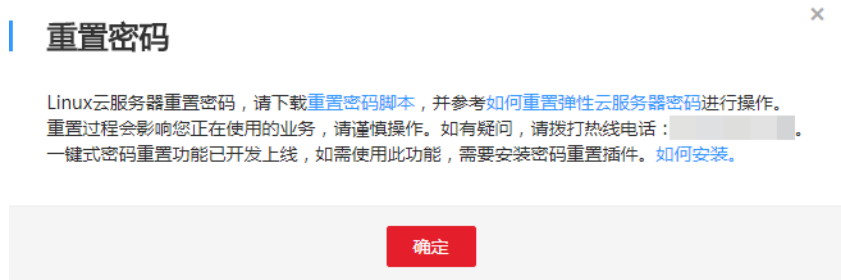 重置密码
Linux云服务器重置密码，请下载重置密码脚本，并参考如何重置弹性云服务器密码进行操作。
重置过程会影响您正在使用的业务，请谨慎操作。如有疑问，请拨打热线电话：。
一键式密码重置功能已开发上线，如需使用此功能，需要安装密码重置插件。如何安装。
确定